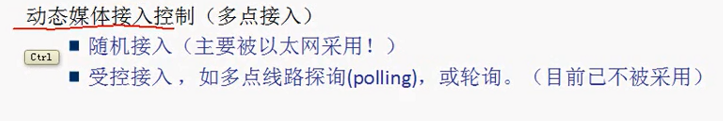 动态媒体接入控制（多点接入）
随机接入（主要被以太网采用！）
Ctrl
受控接入，如多点线路探询(polling)，或轮询。（目前已不被采用）